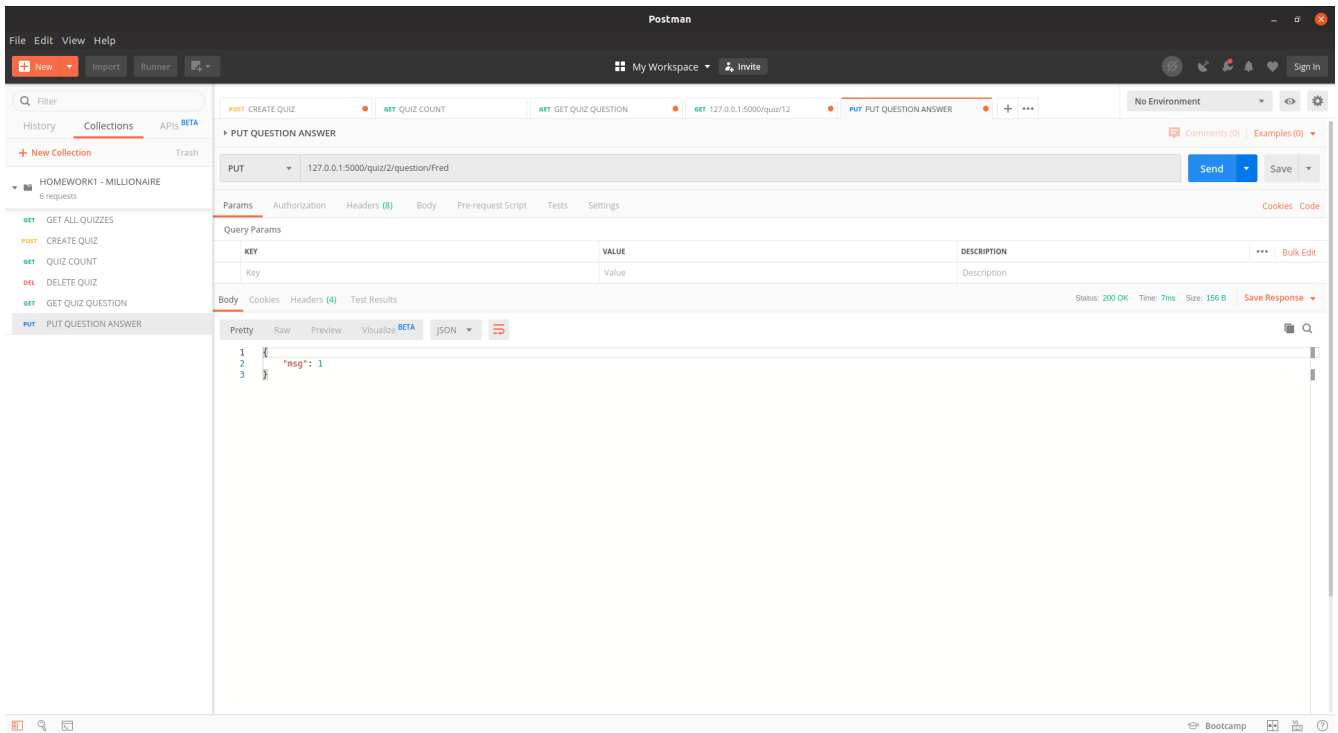 Postman
File Edit View Help
New Import Runner My Workspace Invite Sign In
Filter
History Collections APIs BETA
+ New Collection Trash
HOMEWORK1 - MILLIONAIRE
6 requests
GET GET ALL QUIZZES
POST CREATE QUIZ
GET QUIZ COUNT
DEL DELETE QUIZ
GET GET QUIZ QUESTION
PUT PUT QUESTION ANSWER
POST CREATE QUIZ GET QUIZ COUNT GET GET QUIZ QUESTION GET 127.0.0.1:5000/quiz/12 PUT PUT QUESTION ANSWER + ••• No Environment
PUT QUESTION ANSWER Comments (0) Examples (0)
PUT 127.0.0.1:5000/quiz/2/question/Fred Send Save
Params Authorization Headers (8) Body Pre-request Script Tests Settings Cookies Code
Query Params
KEY VALUE DESCRIPTION ••• Bulk Edit
Key Value Description
Body Cookies Headers (4) Test Results Status: 200 OK Time: 7ms Size: 156 B Save Response
Pretty Raw Preview Visualize BETA JSON
1 {
2 "msg": 1
3 }
Bootcamp